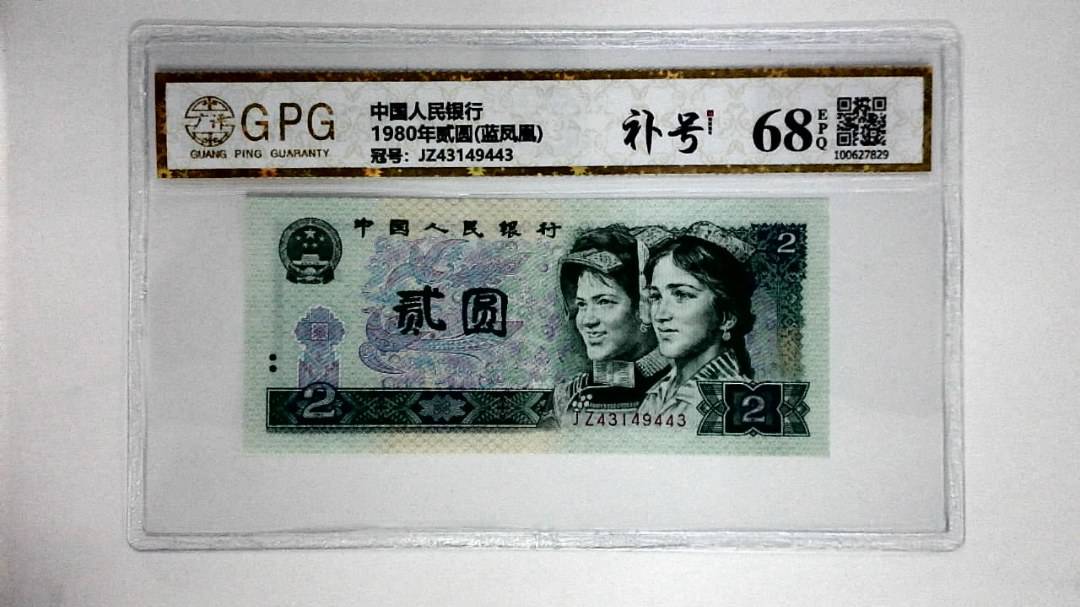 GPG
GUANG PING GUARANTY
中国人民银行
1980年贰圆(蓝凤凰)
冠号: JZ43149443
补号
68
EPQ
100627829
中国人民银行
2
贰圆
2
JZ43149443
2